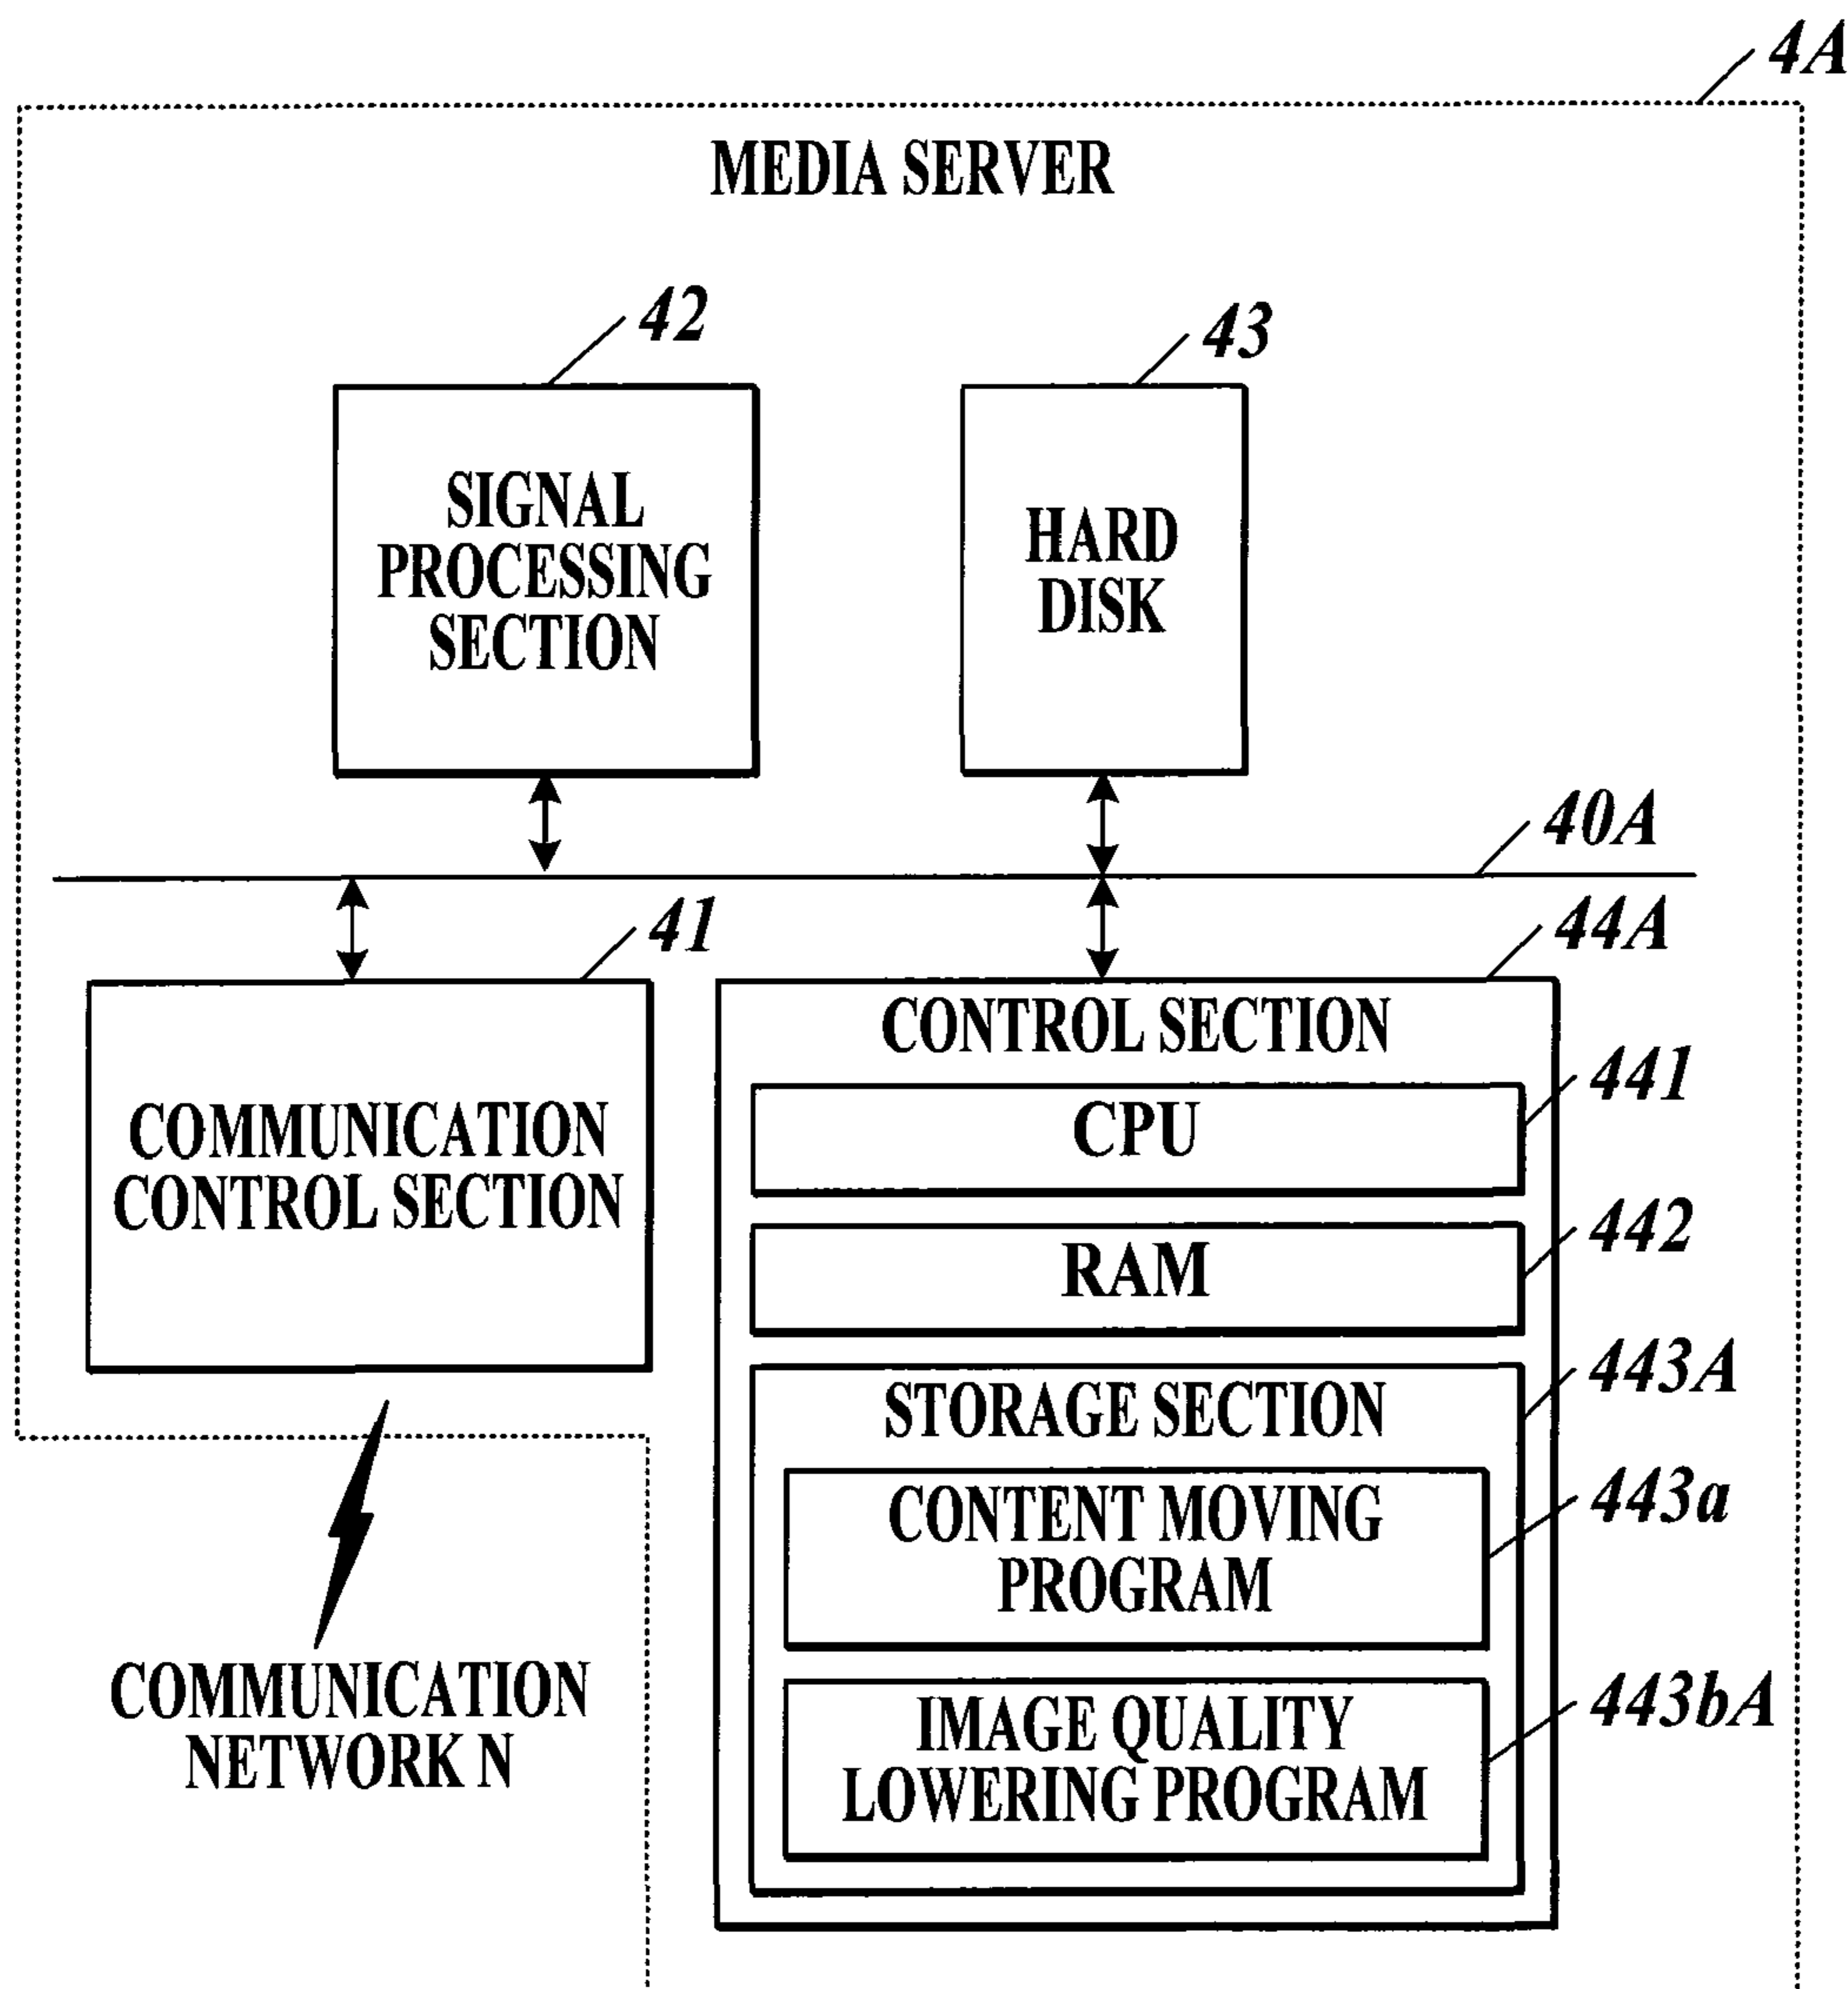 4A
MEDIA SERVER
42
43
SIGNAL
PROCESSING
SECTION
HARD
DISK
40A
41
44A
COMMUNICATION
CONTROL SECTION
CONTROL SECTION
441
CPU
442
RAM
443A
STORAGE SECTION
443a
CONTENT MOVING
PROGRAM
443bA
IMAGE QUALITY
LOWERING PROGRAM
COMMUNICATION
NETWORK N